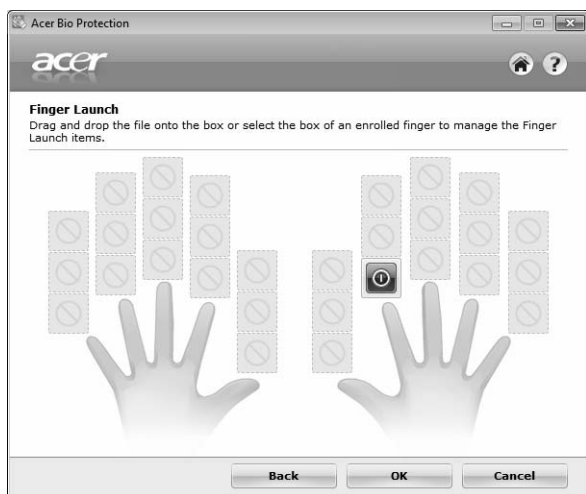 Acer Bio Protection
acer
?
Finger Launch
Drag and drop the file onto the box or select the box of an enrolled finger to manage the Finger
Launch items.
Back OK Cancel